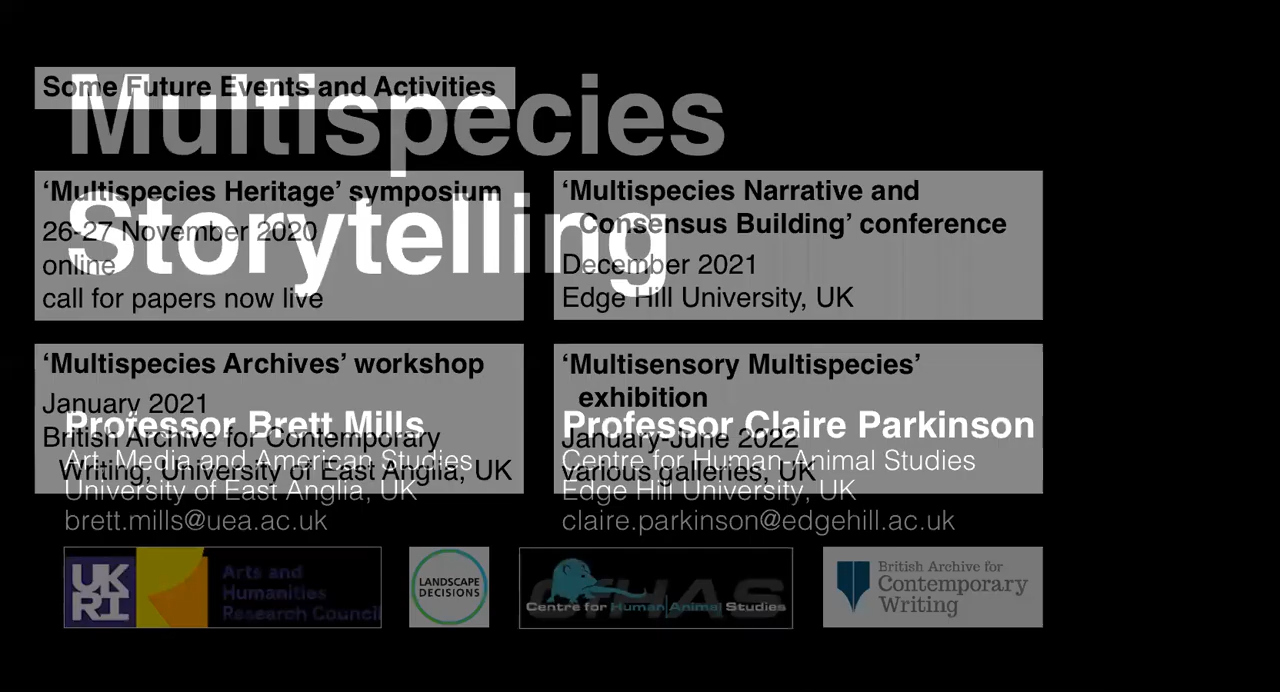 Some Future Events and Activities
Multispecies
Storytelling
‘Multispecies Heritage’ symposium
26-27 November 2020
online
call for papers now live
‘Multispecies Narrative and
Consensus Building’ conference
December 2021
Edge Hill University, UK
‘Multispecies Archives’ workshop
January 2021
British Archive for Contemporary
Writing, University of East Anglia, UK
‘Multisensory Multispecies’
exhibition
January-June 2022
various galleries, UK
Professor Brett Mills
Art, Media and American Studies
University of East Anglia, UK
brett.mills@uea.ac.uk
Professor Claire Parkinson
Centre for Human-Animal Studies
Edge Hill University, UK
claire.parkinson@edgehill.ac.uk
UK
RI
Arts and
Humanities
Research Council
LANDSCAPE
DECISIONS
CfHAS
Centre for Human Animal Studies
British Archive for
Contemporary
Writing